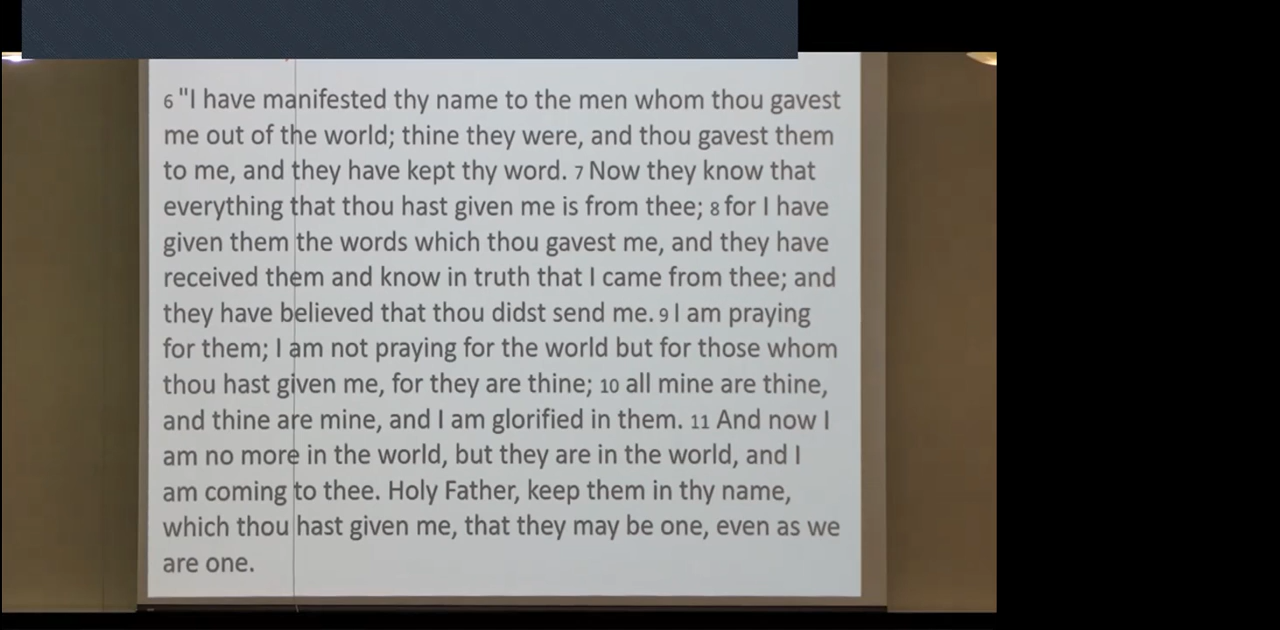 6 "I have manifested thy name to the men whom thou gavest
me out of the world; thine they were, and thou gavest them
to me, and they have kept thy word. 7 Now they know that
everything that thou hast given me is from thee; 8 for I have
given them the words which thou gavest me, and they have
received them and know in truth that I came from thee; and
they have believed that thou didst send me. 9 I am praying
for them; I am not praying for the world but for those whom
thou hast given me, for they are thine; 10 all mine are thine,
and thine are mine, and I am glorified in them. 11 And now I
am no more in the world, but they are in the world, and I
am coming to thee. Holy Father, keep them in thy name,
which thou hast given me, that they may be one, even as we
are one.